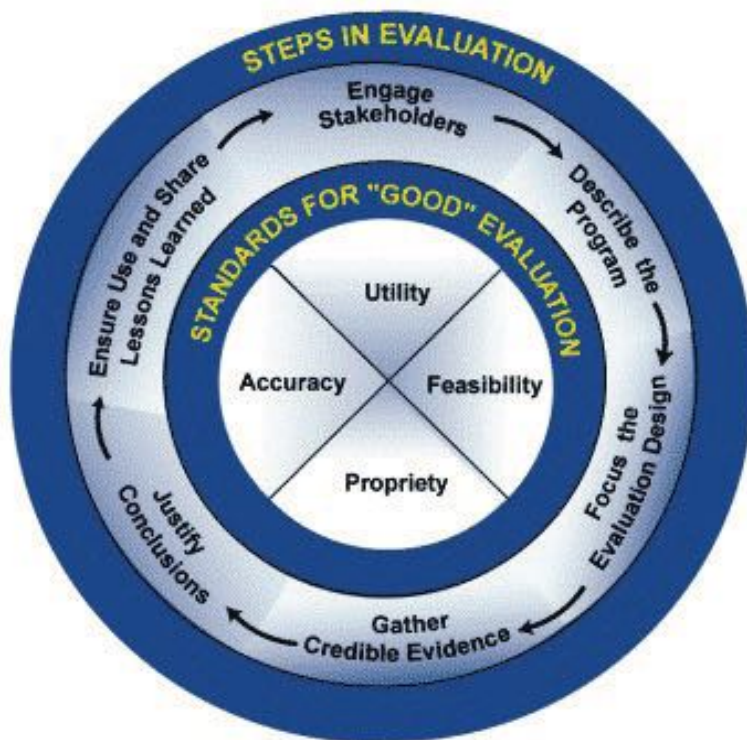 STEPS IN EVALUATION
Engage
Stakeholders
Describe the
Program
Focus the
Evaluation Design
Gather
Credible Evidence
Justify
Conclusions
Ensure Use and Share
Lessons Learned
STANDARDS FOR "GOOD" EVALUATION
Utility
Accuracy
Feasibility
Propriety